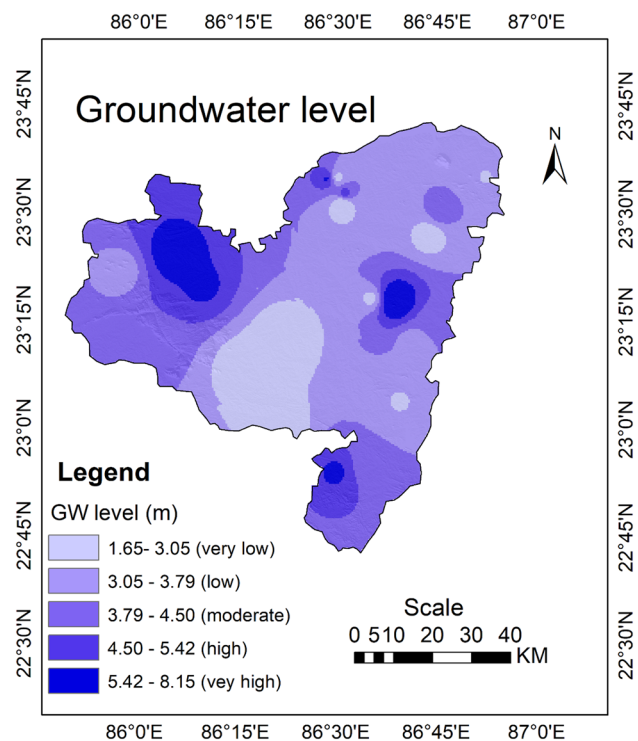 86°0'E 86°15'E 86°30'E 86°45'E 87°0'E
23°45'N 23°45'N
Groundwater level
N
23°30'N 23°30'N
23°15'N 23°15'N
23°0'N 23°0'N
Legend
GW level (m)
22°45'N 22°45'N
1.65- 3.05 (very low)
3.05 - 3.79 (low)
3.79 - 4.50 (moderate)
4.50 - 5.42 (high)
5.42 - 8.15 (vey high)
Scale
0 510 20 30 40
KM
22°30'N 22°30'N
86°0'E 86°15'E 86°30'E 86°45'E 87°0'E